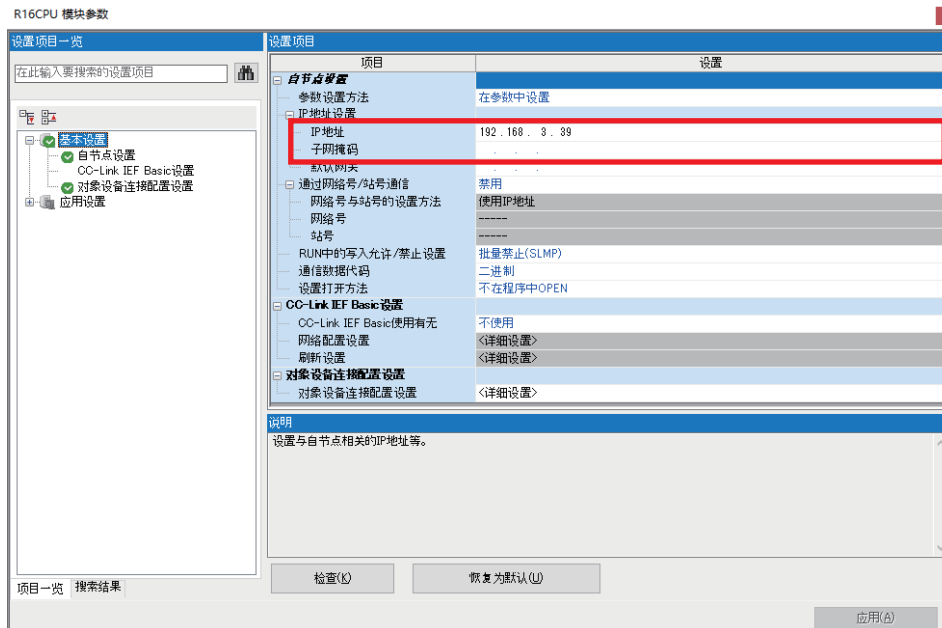 R16CPU 模块参数
设置项目一览
在此输入要搜索的设置项目
基本设置
自节点设置
CC-Link IEF Basic设置
对象设备连接配置设置
应用设置
项目一览 搜索结果
设置项目
项目 设置
自节点设置
参数设置方法 在参数中设置
IP地址设置
IP地址 192 . 168 . 3 . 39
子网掩码 . . .
默认网关 . . .
通过网络号/站号通信 禁用
网络号与站号的设置方法 使用IP地址
网络号 -----
站号 -----
RUN中的写入允许/禁止设置 批量禁止(SLMP)
通信数据代码 二进制
设置打开方法 不在程序中OPEN
CC-Link IEF Basic设置
CC-Link IEF Basic使用有无 不使用
网络配置设置 <详细设置>
刷新设置 <详细设置>
对象设备连接配置设置
对象设备连接配置设置 <详细设置>
说明
设置与自节点相关的IP地址等。
检查(K) 恢复为默认(U)
应用(A)